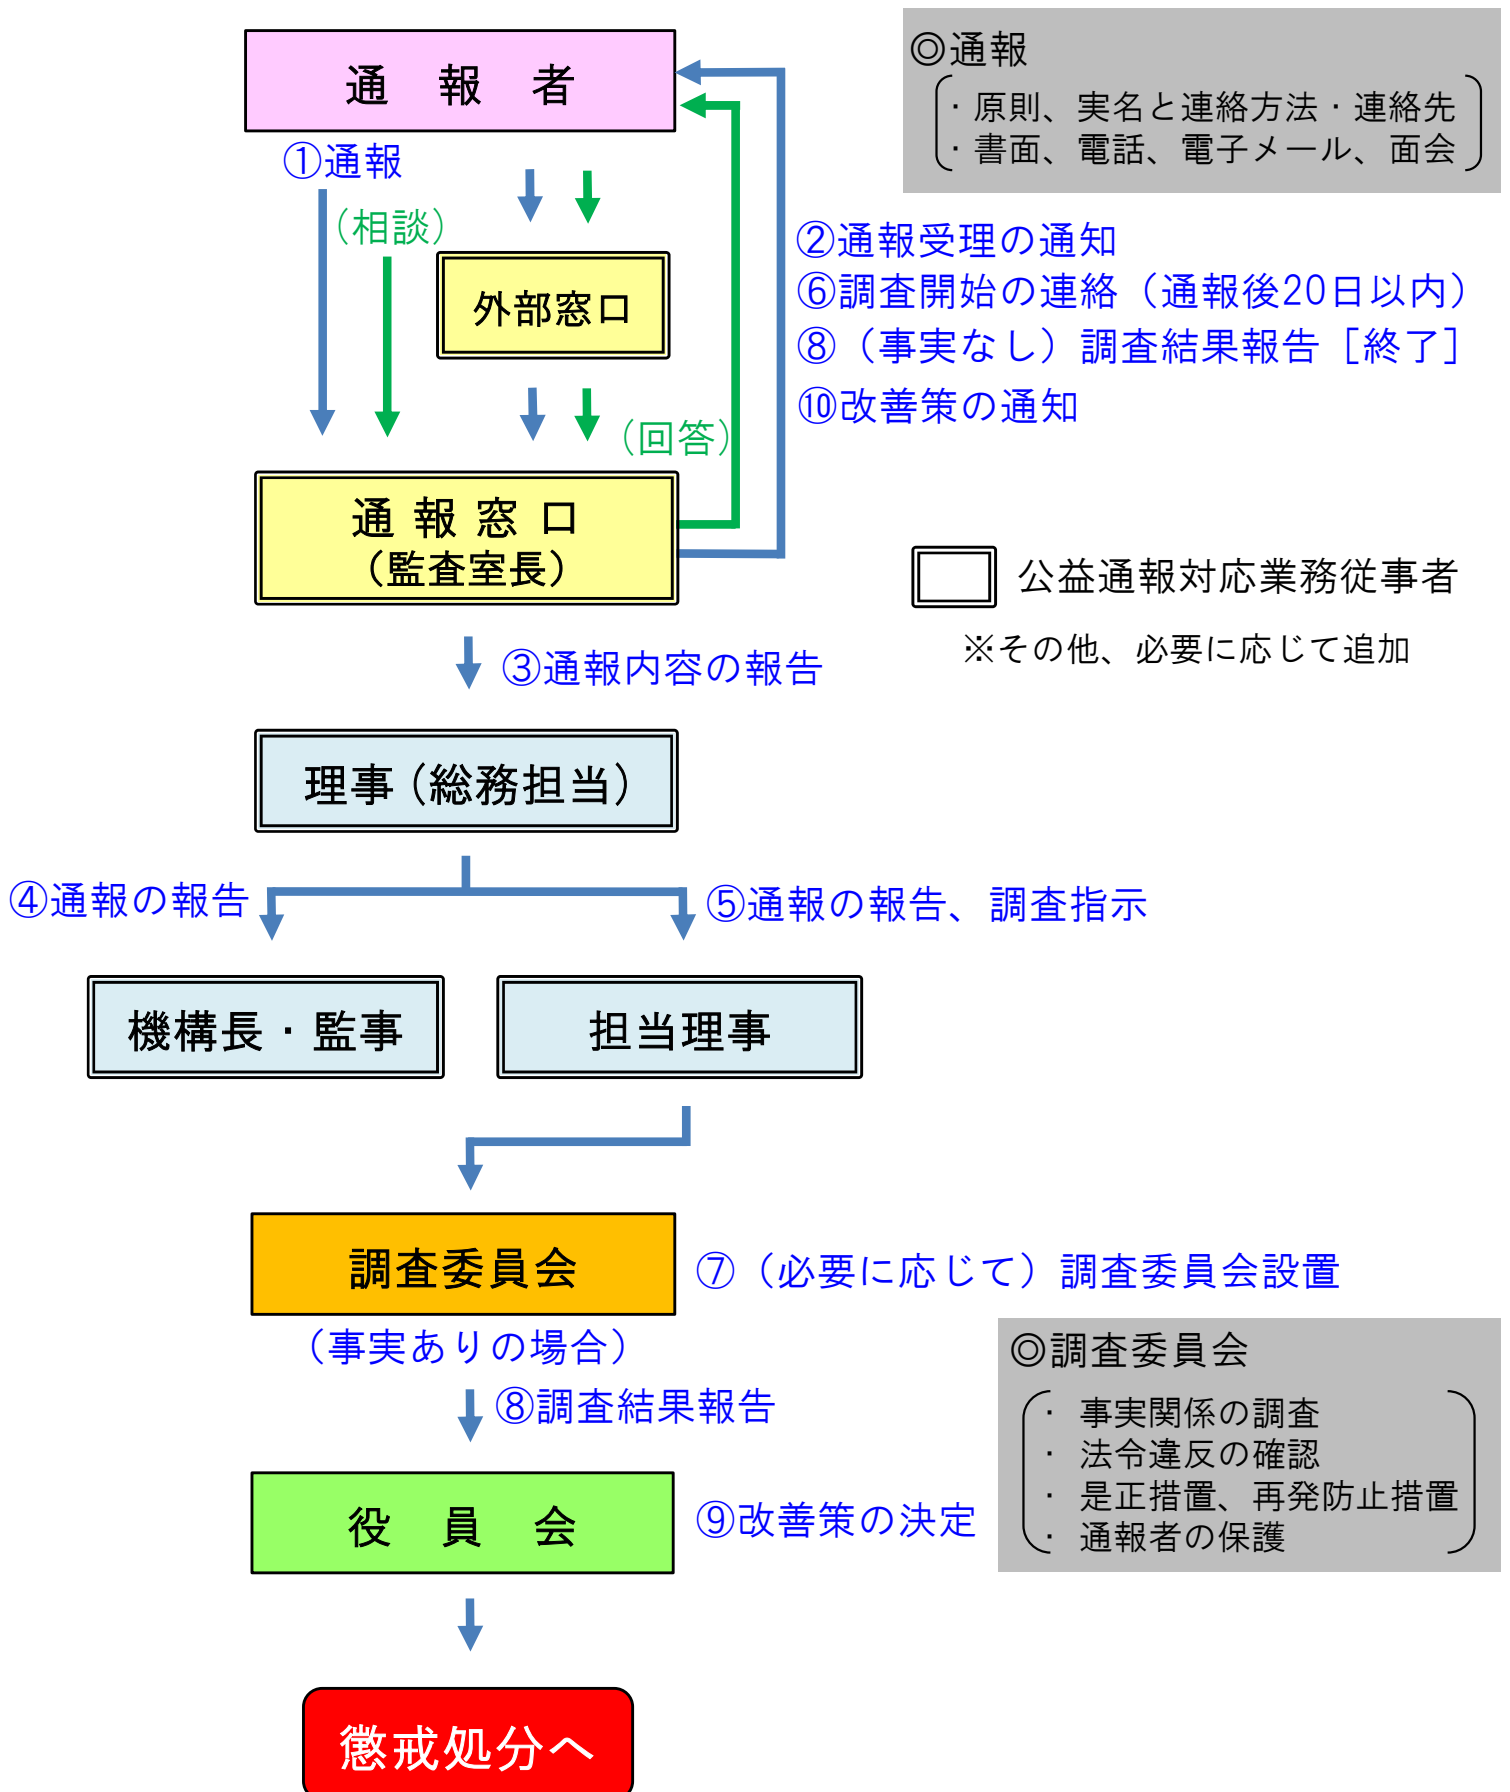 通　報　者
◎通報
・原則、実名と連絡方法・連絡先
・書面、電話、電子メール、面会
①通報
（相談）
②通報受理の通知
⑥調査開始の連絡（通報後20日以内）
⑧（事実なし）調査結果報告［終了］
⑩改善策の通知
外部窓口
（回答）
通 報 窓 口
（監査室長）
公益通報対応業務従事者
※その他、必要に応じて追加
③通報内容の報告
理事（総務担当）
④通報の報告
⑤通報の報告、調査指示
機構長・監事
担当理事
調査委員会
⑦（必要に応じて）調査委員会設置
（事実ありの場合）
⑧調査結果報告
◎調査委員会
・ 事実関係の調査
・ 法令違反の確認
・ 是正措置、再発防止措置
・ 通報者の保護
役　員　会
⑨改善策の決定
懲戒処分へ